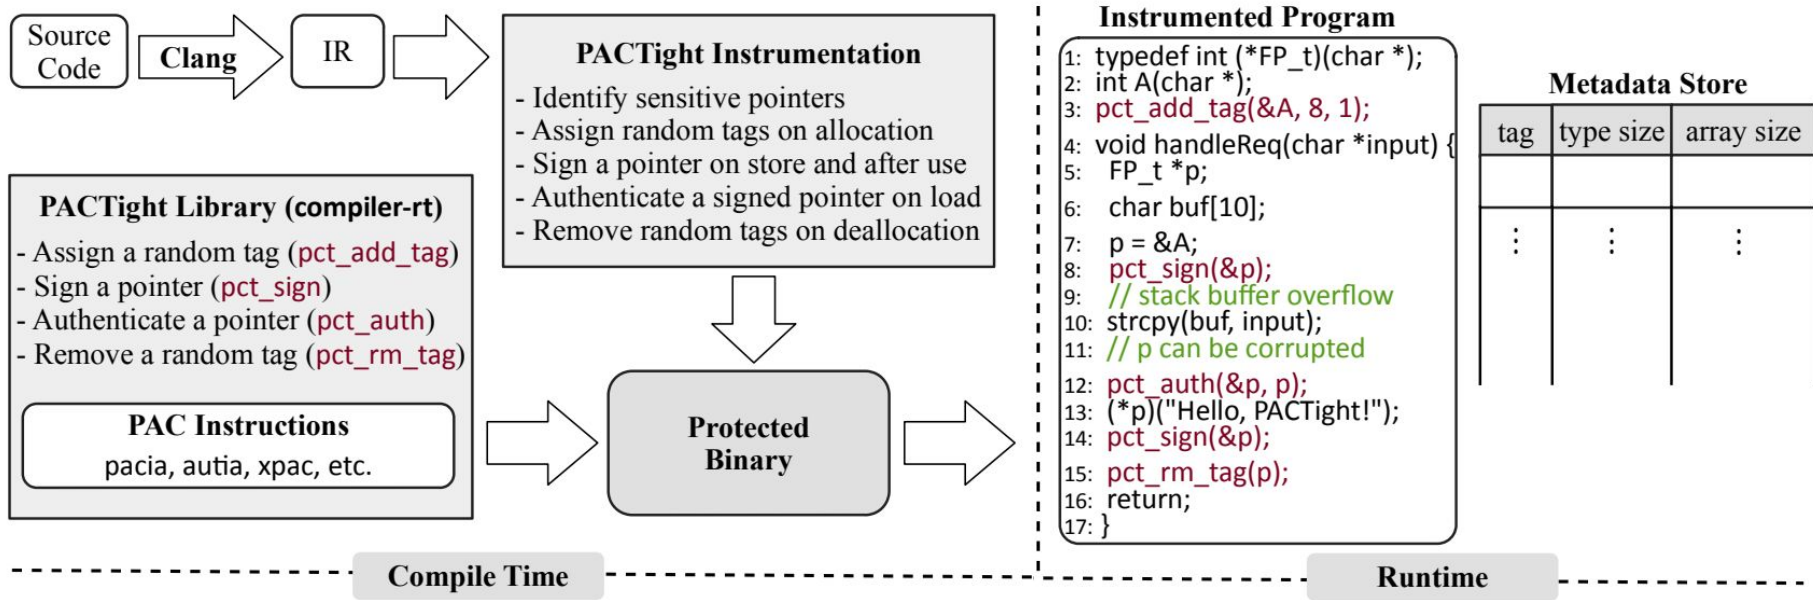 Source
Code
Clang
IR
PACTight Instrumentation
- Identify sensitive pointers
- Assign random tags on allocation
- Sign a pointer on store and after use
- Authenticate a signed pointer on load
- Remove random tags on deallocation
PACTight Library (compiler-rt)
- Assign a random tag (pct_add_tag)
- Sign a pointer (pct_sign)
- Authenticate a pointer (pct_auth)
- Remove a random tag (pct_rm_tag)
PAC Instructions
pacia, autia, xpac, etc.
Protected
Binary
Compile Time
Instrumented Program
1: typedef int (*FP_t)(char *);
2: int A(char *);
3: pct_add_tag(&A, 8, 1);
4: void handleReq(char *input) {
5: FP_t *p;
6: char buf[10];
7: p = &A;
8: pct_sign(&p);
9: // stack buffer overflow
10: strcpy(buf, input);
11: // p can be corrupted
12: pct_auth(&p, p);
13: (*p)("Hello, PACTight!");
14: pct_sign(&p);
15: pct_rm_tag(p);
16: return;
17: }
Metadata Store
tag type size array size
⋮ ⋮ ⋮
Runtime